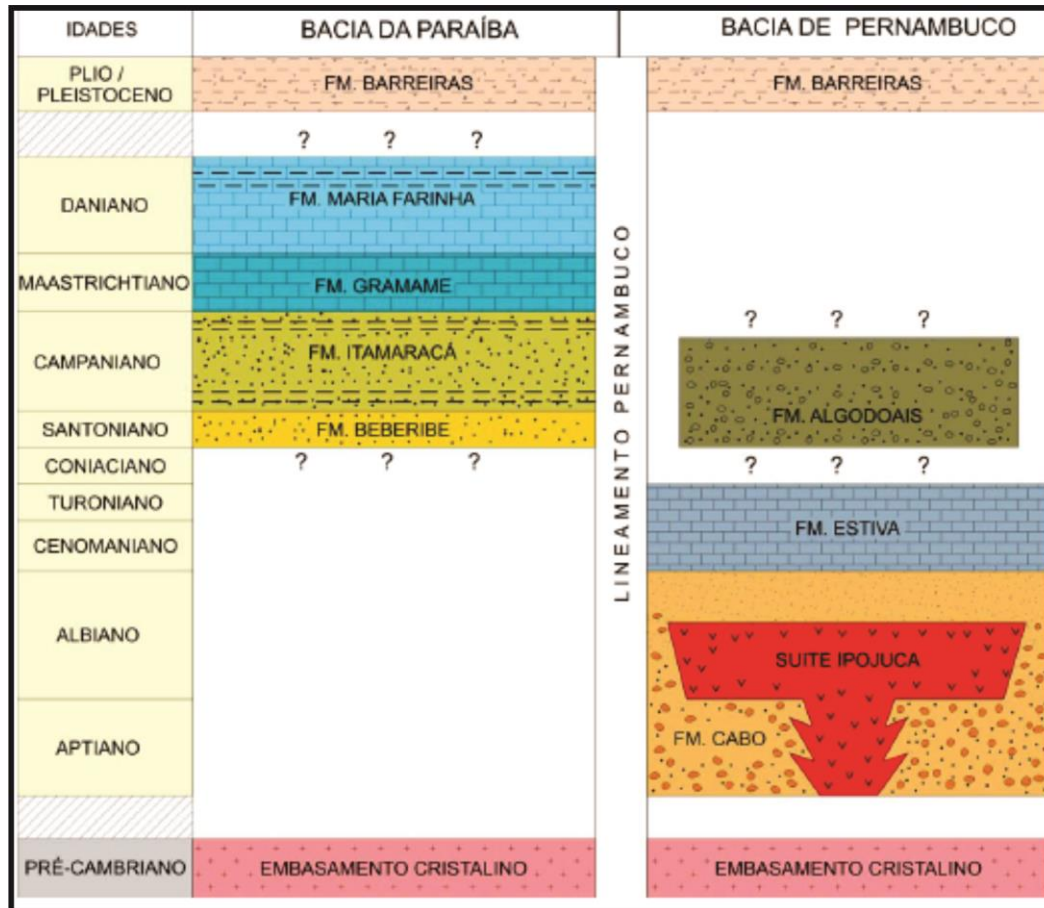 IDADES
BACIA DA PARAÍBA
BACIA DE PERNAMBUCO
PLIO /
PLEISTOCENO
FM. BARREIRAS
FM. BARREIRAS
? ? ?
DANIANO
FM. MARIA FARINHA
MAASTRICHTIANO
FM. GRAMAME
CAMPANIANO
FM. ITAMARACÁ
SANTONIANO
FM. BEBERIBE
CONIACIANO
? ? ?
TURONIANO
CENOMANIANO
ALBIANO
APTIANO
PRÉ-CAMBRIANO
EMBASAMENTO CRISTALINO
LINEAMENTO PERNAMBUCO
? ? ?
FM. ALGODOAIS
? ? ?
FM. ESTIVA
SUITE IPOJUCA
FM. CABO
EMBASAMENTO CRISTALINO